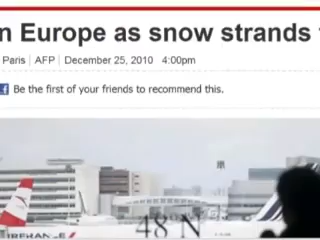 n Europe as snow strands
Paris | AFP | December 25, 2010 4:00pm
f Be the first of your friends to recommend this.
48 N